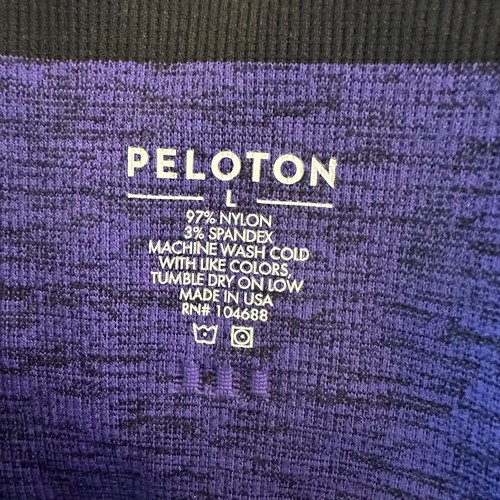 PELOTON
L
97% NYLON
3% SPANDEX
MACHINE WASH COLD
WITH LIKE COLORS,
TUMBLE DRY ON LOW
MADE IN USA
RN# 104688